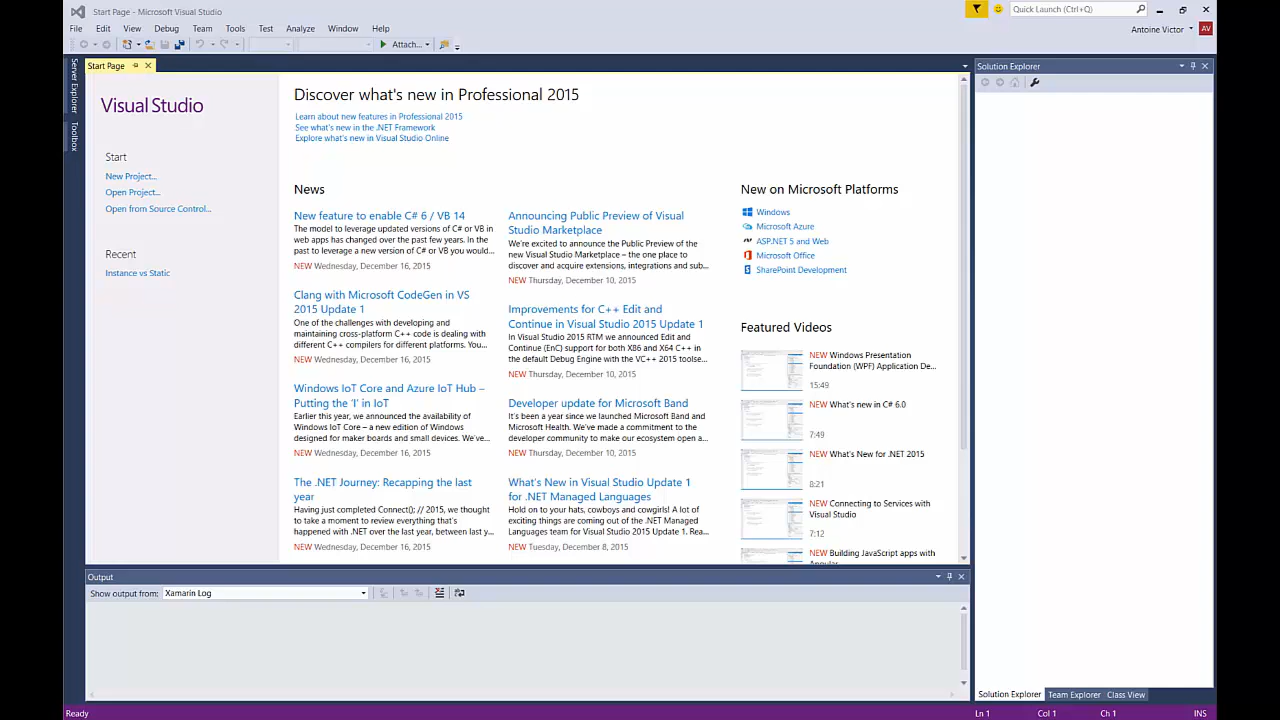 Start Page - Microsoft Visual Studio
Quick Launch (Ctrl+Q)
File Edit View Debug Team Tools Test Analyze Window Help
Antoine Victor AV
Attach...
Server Explorer
Toolbox
Start Page
Visual Studio
Start
New Project...
Open Project...
Open from Source Control...
Recent
Instance vs Static
Discover what's new in Professional 2015
Learn about new features in Professional 2015
See what's new in the .NET Framework
Explore what's new in Visual Studio Online
News
New feature to enable C# 6 / VB 14
The model to leverage updated versions of C# or VB in
web apps has changed over the past few years. In the
past to leverage a new version of C# or VB you would...
NEW Wednesday, December 16, 2015
Clang with Microsoft CodeGen in VS
2015 Update 1
One of the challenges with developing and
maintaining cross-platform C++ code is dealing with
different C++ compilers for different platforms. You...
NEW Wednesday, December 16, 2015
Windows IoT Core and Azure IoT Hub –
Putting the 'I' in IoT
Earlier this year, we announced the availability of
Windows IoT Core – a new edition of Windows
designed for maker boards and small devices. We've...
NEW Wednesday, December 16, 2015
The .NET Journey: Recapping the last
year
Having just completed Connect(); // 2015, we thought
to take a moment to review everything that's
happened with .NET over the last year, between last y...
NEW Wednesday, December 16, 2015
Announcing Public Preview of Visual
Studio Marketplace
We're excited to announce the Public Preview of the
new Visual Studio Marketplace – the one place to
discover and acquire extensions, integrations and sub...
NEW Thursday, December 10, 2015
Improvements for C++ Edit and
Continue in Visual Studio 2015 Update 1
In Visual Studio 2015 RTM we announced Edit and
Continue (EnC) support for both X86 and X64 C++ in
the default Debug Engine with the VC++ 2015 toolse...
NEW Thursday, December 10, 2015
Developer update for Microsoft Band
It's been a year since we launched Microsoft Band and
Microsoft Health. We've made a commitment to the
developer community to make our ecosystem open a...
NEW Thursday, December 10, 2015
What's New in Visual Studio Update 1
for .NET Managed Languages
Hold on to your hats, cowboys and cowgirls! A lot of
exciting things are coming out of the .NET Managed
Languages team for Visual Studio 2015 Update 1. Rea...
NEW Tuesday, December 8, 2015
New on Microsoft Platforms
Windows
Microsoft Azure
ASP.NET 5 and Web
Microsoft Office
SharePoint Development
Featured Videos
NEW Windows Presentation
Foundation (WPF) Application De...
15:49
NEW What's new in C# 6.0
7:49
NEW What's New for .NET 2015
8:21
NEW Connecting to Services with
Visual Studio
7:12
NEW Building JavaScript apps with
Angular
Solution Explorer
Output
Show output from: Xamarin Log
Solution Explorer Team Explorer Class View
Ready Ln 1 Col 1 Ch 1 INS